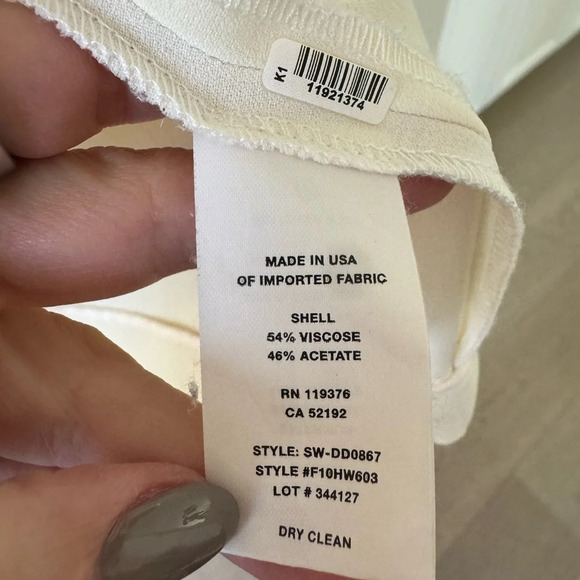 K1
11921374
MADE IN USA
OF IMPORTED FABRIC
SHELL
54% VISCOSE
46% ACETATE
RN 119376
CA 52192
STYLE: SW-DD0867
STYLE #F10HW603
LOT # 344127
DRY CLEAN